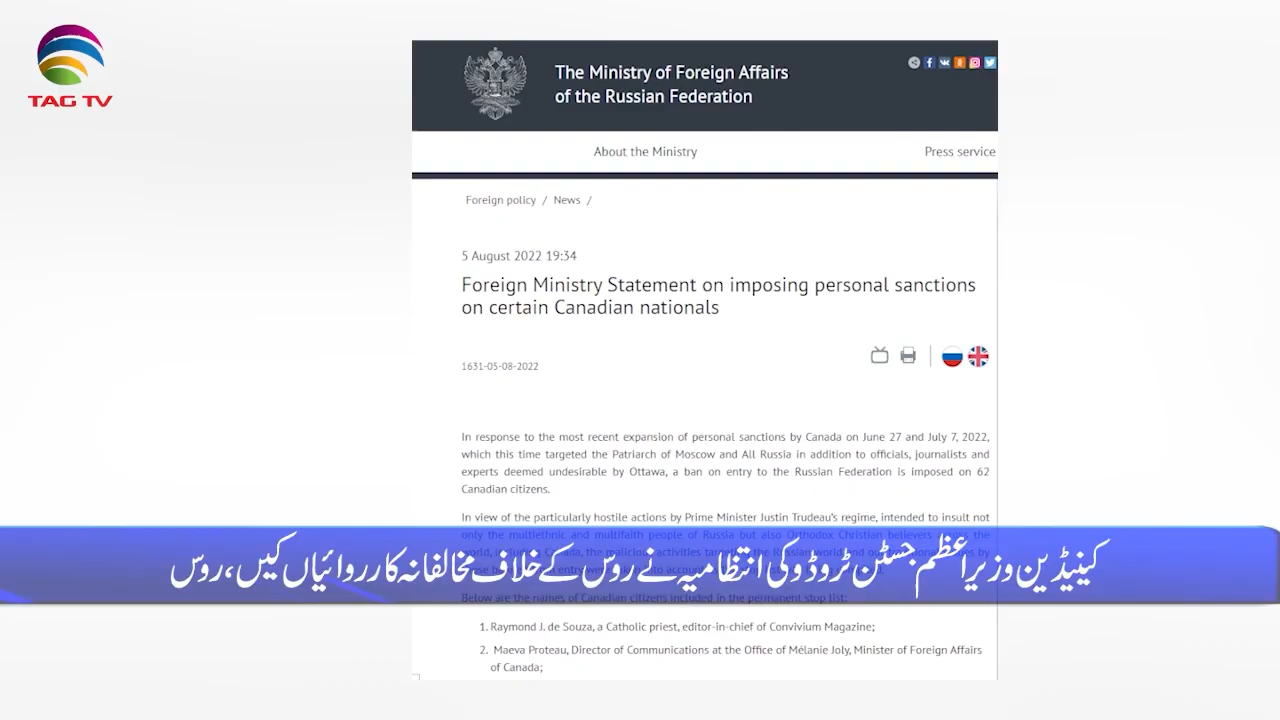 TAG TV
The Ministry of Foreign Affairs
of the Russian Federation
About the Ministry
Press service
Foreign policy / News /
5 August 2022 19:34
Foreign Ministry Statement on imposing personal sanctions
on certain Canadian nationals
1631-05-08-2022
In response to the most recent expansion of personal sanctions by Canada on June 27 and July 7, 2022,
which this time targeted the Patriarch of Moscow and All Russia in addition to officials, journalists and
experts deemed undesirable by Ottawa, a ban on entry to the Russian Federation is imposed on 62
Canadian citizens.
In view of the particularly hostile actions by Prime Minister Justin Trudeau's regime, intended to insult not
only the multiethnic and multifaith people of Russia but also Orthodox Christian believers
کینیڈین وزیراعظم جسٹن ٹروڈو کی انتظامیہ نے روس کے خلاف مخالفانہ کارروائیاں کیں، روس
Below are the names of Canadian citizens included in the permanent stop list:
1. Raymond J. de Souza, a Catholic priest, editor-in-chief of Convivium Magazine;
2. Maeva Proteau, Director of Communications at the Office of Mélanie Joly, Minister of Foreign Affairs
of Canada;